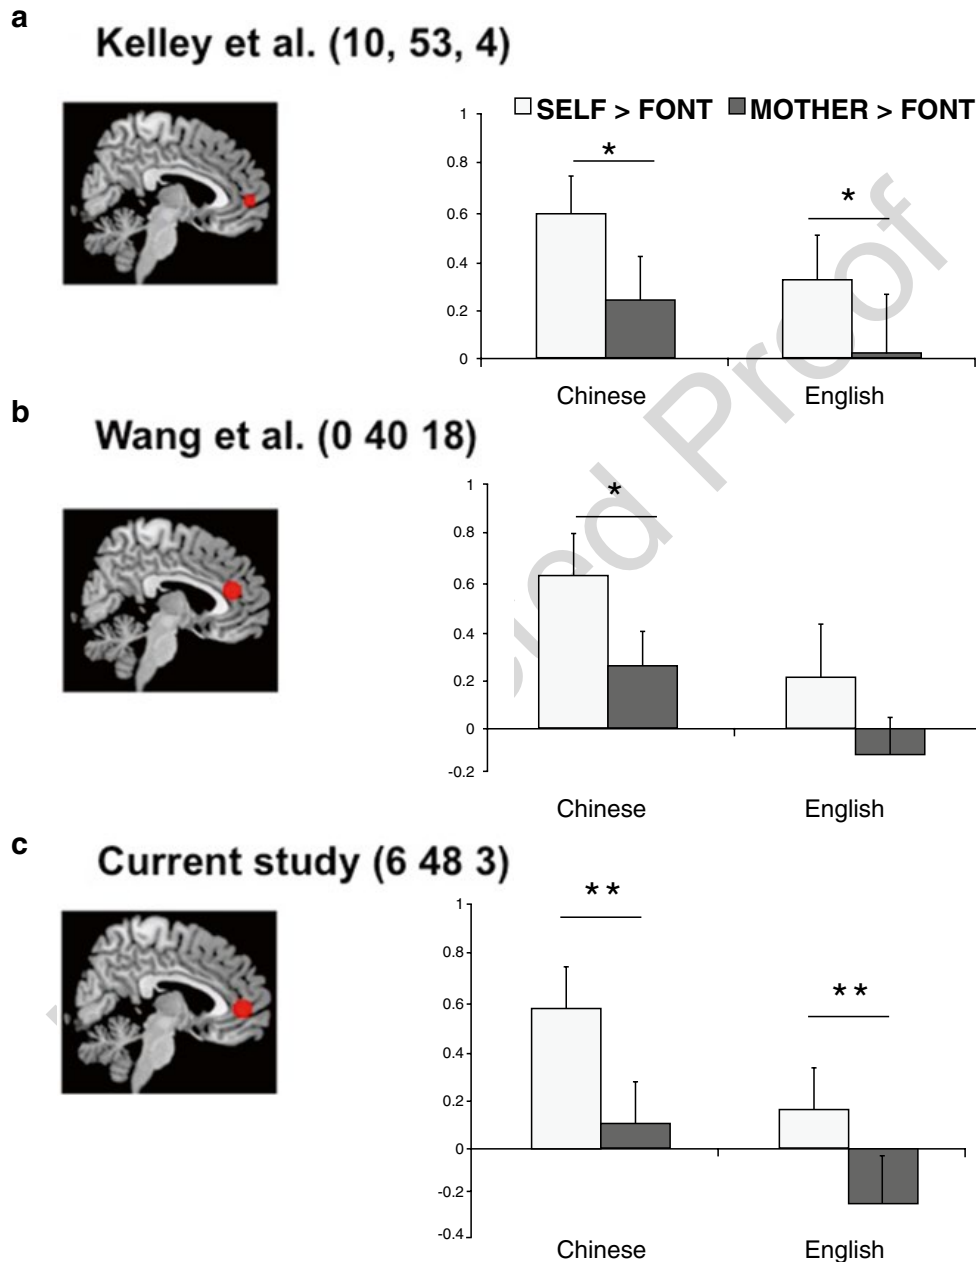 a
Kelley et al. (10, 53, 4)
SELF > FONT MOTHER > FONT
1
0.8
0.6
0.4
0.2
0
*
*
Chinese English
b
Wang et al. (0 40 18)
1
0.8
0.6
0.4
0.2
0
-0.2
*
Chinese English
c
Current study (6 48 3)
1
0.8
0.6
0.4
0.2
0
-0.2
-0.4
**
**
Chinese English
Proof